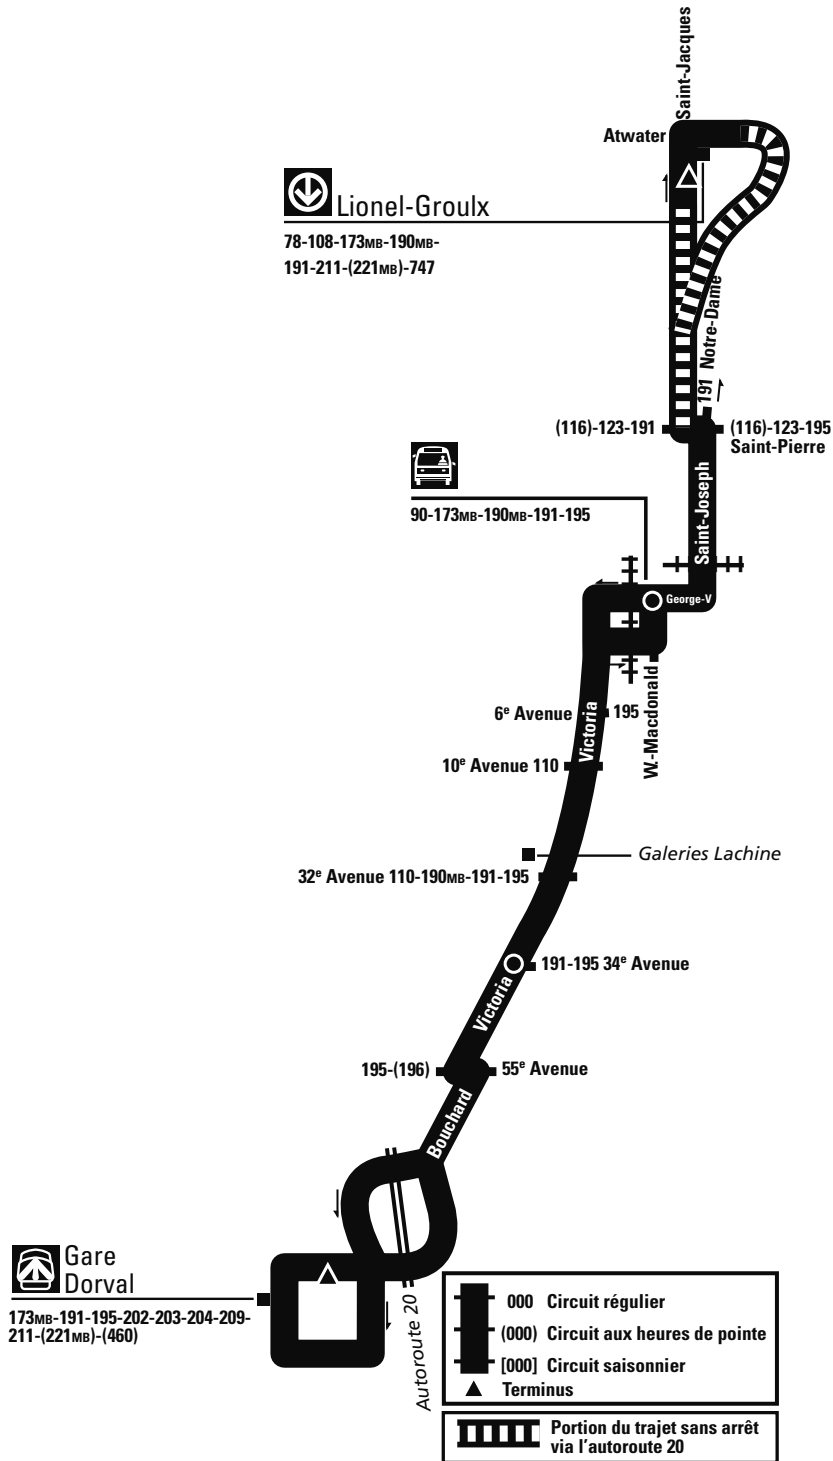 Saint-Jacques
Atwater
Lionel-Groulx
78-108-173MB-190MB-
191-211-(221MB)-747
191 Notre-Dame
(116)-123-191
(116)-123-195
Saint-Pierre
Saint-Joseph
90-173MB-190MB-191-195
George-V
W.-Macdonald
6e Avenue
195
Victoria
10e Avenue 110
Galeries Lachine
32e Avenue 110-190MB-191-195
191-195 34e Avenue
Victoria
195-(196)
55e Avenue
Bouchard
Gare
Dorval
173MB-191-195-202-203-204-209-
211-(221MB)-(460)
Autoroute 20
000 Circuit régulier
(000) Circuit aux heures de pointe
[000] Circuit saisonnier
Terminus
Portion du trajet sans arrêt
via l'autoroute 20